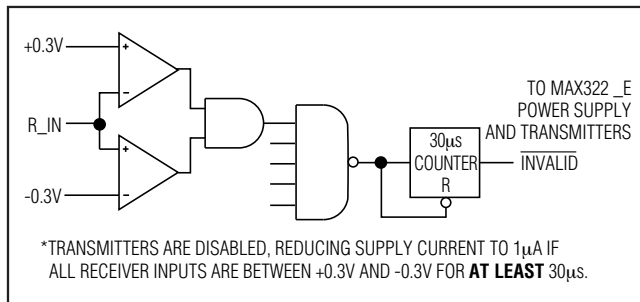 +0.3V
+
-
R_IN
+
-
-0.3V
30µs
COUNTER
R
TO MAX322 _E
POWER SUPPLY
AND TRANSMITTERS
INVALID
*TRANSMITTERS ARE DISABLED, REDUCING SUPPLY CURRENT TO 1µA IF
ALL RECEIVER INPUTS ARE BETWEEN +0.3V AND -0.3V FOR AT LEAST 30µs.